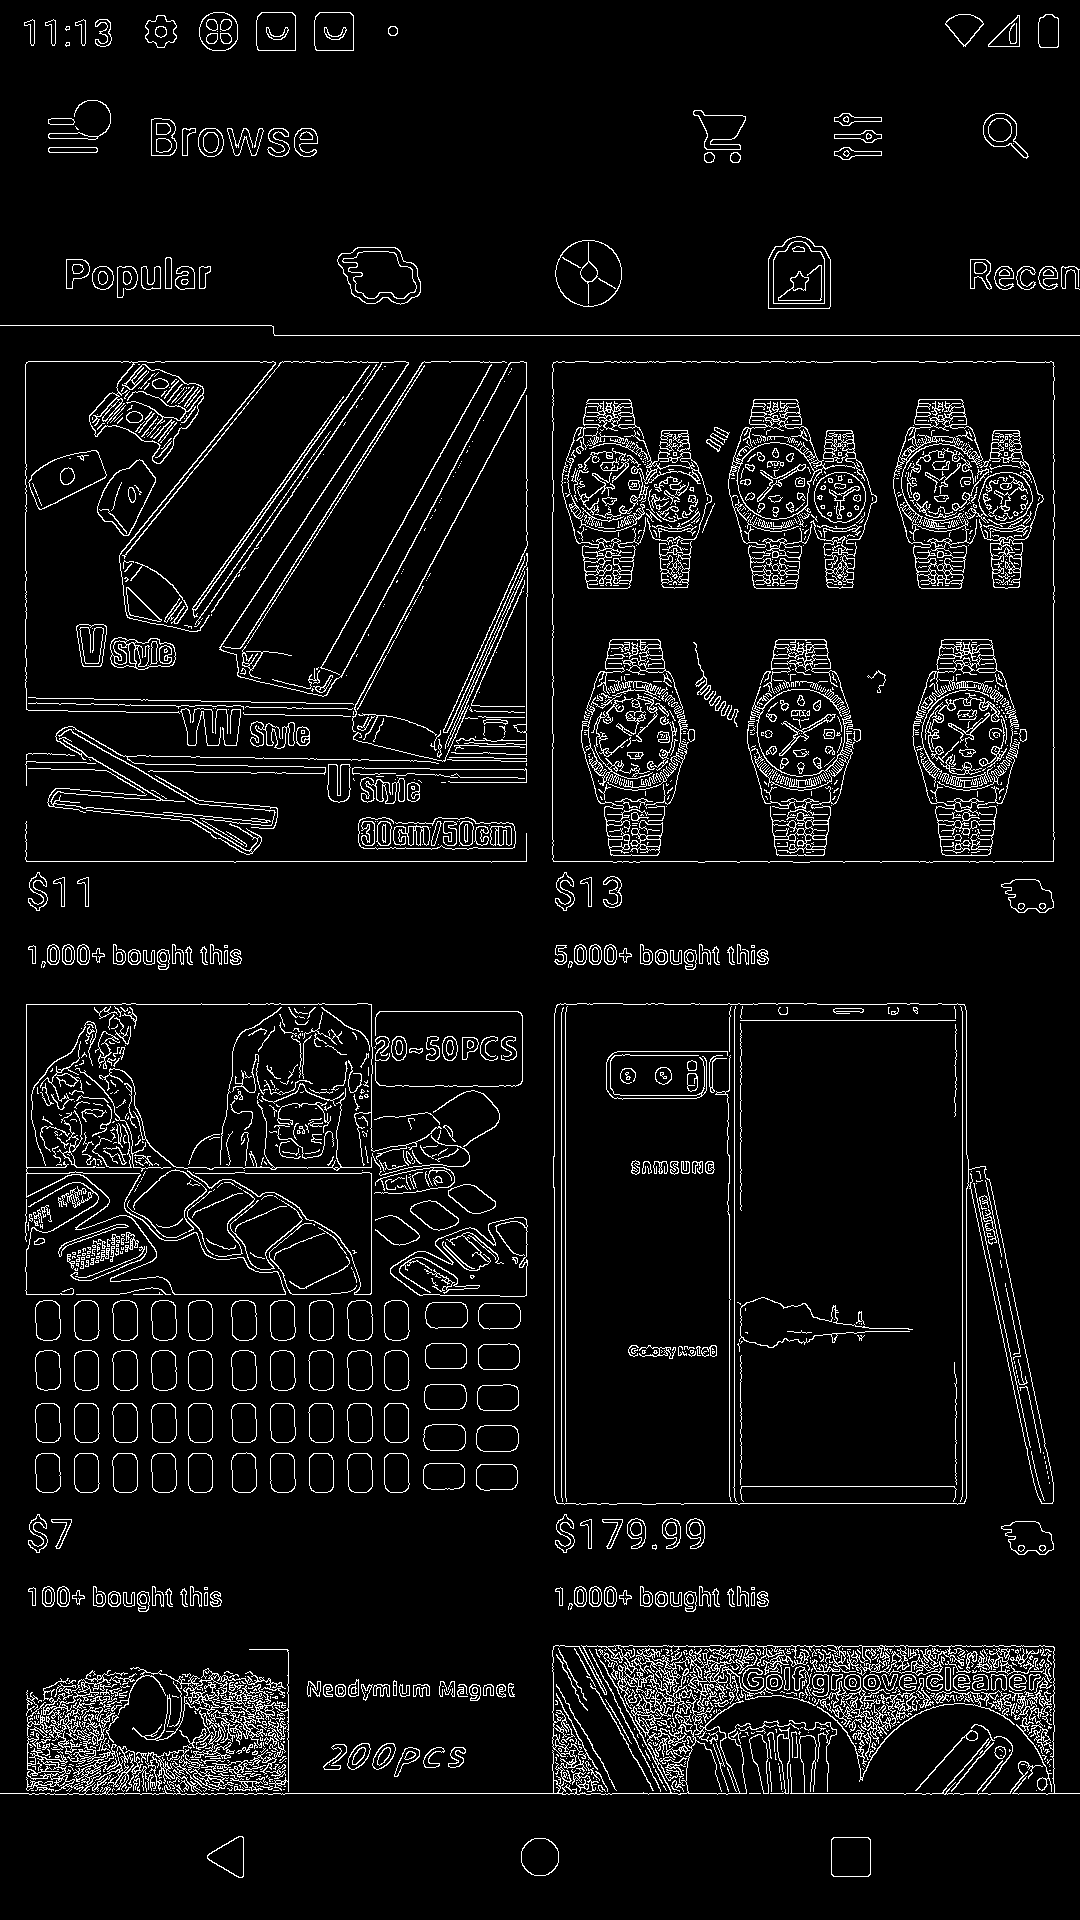 11:13
Browse
Popular
Recen
V Style
YW Style
U Style
30cm/50cm
$11
$13
1,000+ bought this
5,000+ bought this
20~50PCS
SAMSUNG
Galaxy Note8
$7
$179.99
100+ bought this
1,000+ bought this
Neodymium Magnet
200PCS
Golf groove cleaner